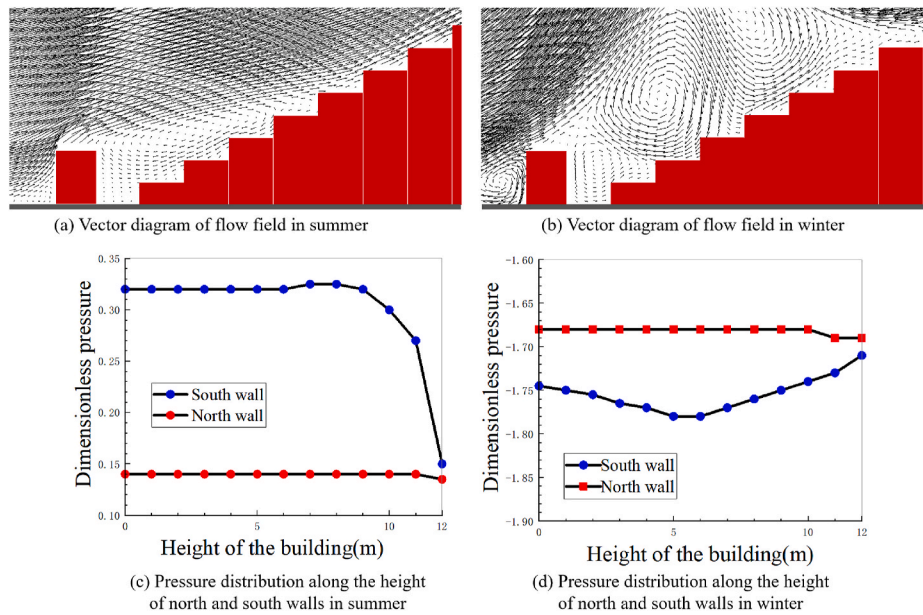 (a) Vector diagram of flow field in summer
(b) Vector diagram of flow field in winter
Dimensionless pressure
0.35
0.30
0.25
0.20
0.15
0.10
South wall
North wall
0
5
10
12
Height of the building(m)
(c) Pressure distribution along the height
of north and south walls in summer
Dimensionless pressure
-1.60
-1.65
-1.70
-1.75
-1.80
-1.85
-1.90
South wall
North wall
0
5
10
12
Height of the building(m)
(d) Pressure distribution along the height
of north and south walls in winter